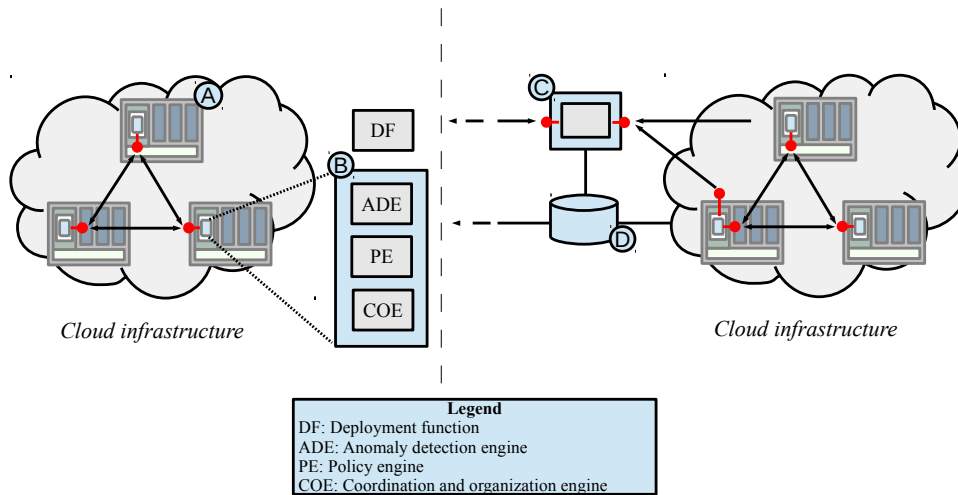 A
C
DF
B
ADE
D
PE
COE
Cloud infrastructure
Cloud infrastructure
Legend
DF: Deployment function
ADE: Anomaly detection engine
PE: Policy engine
COE: Coordination and organization engine